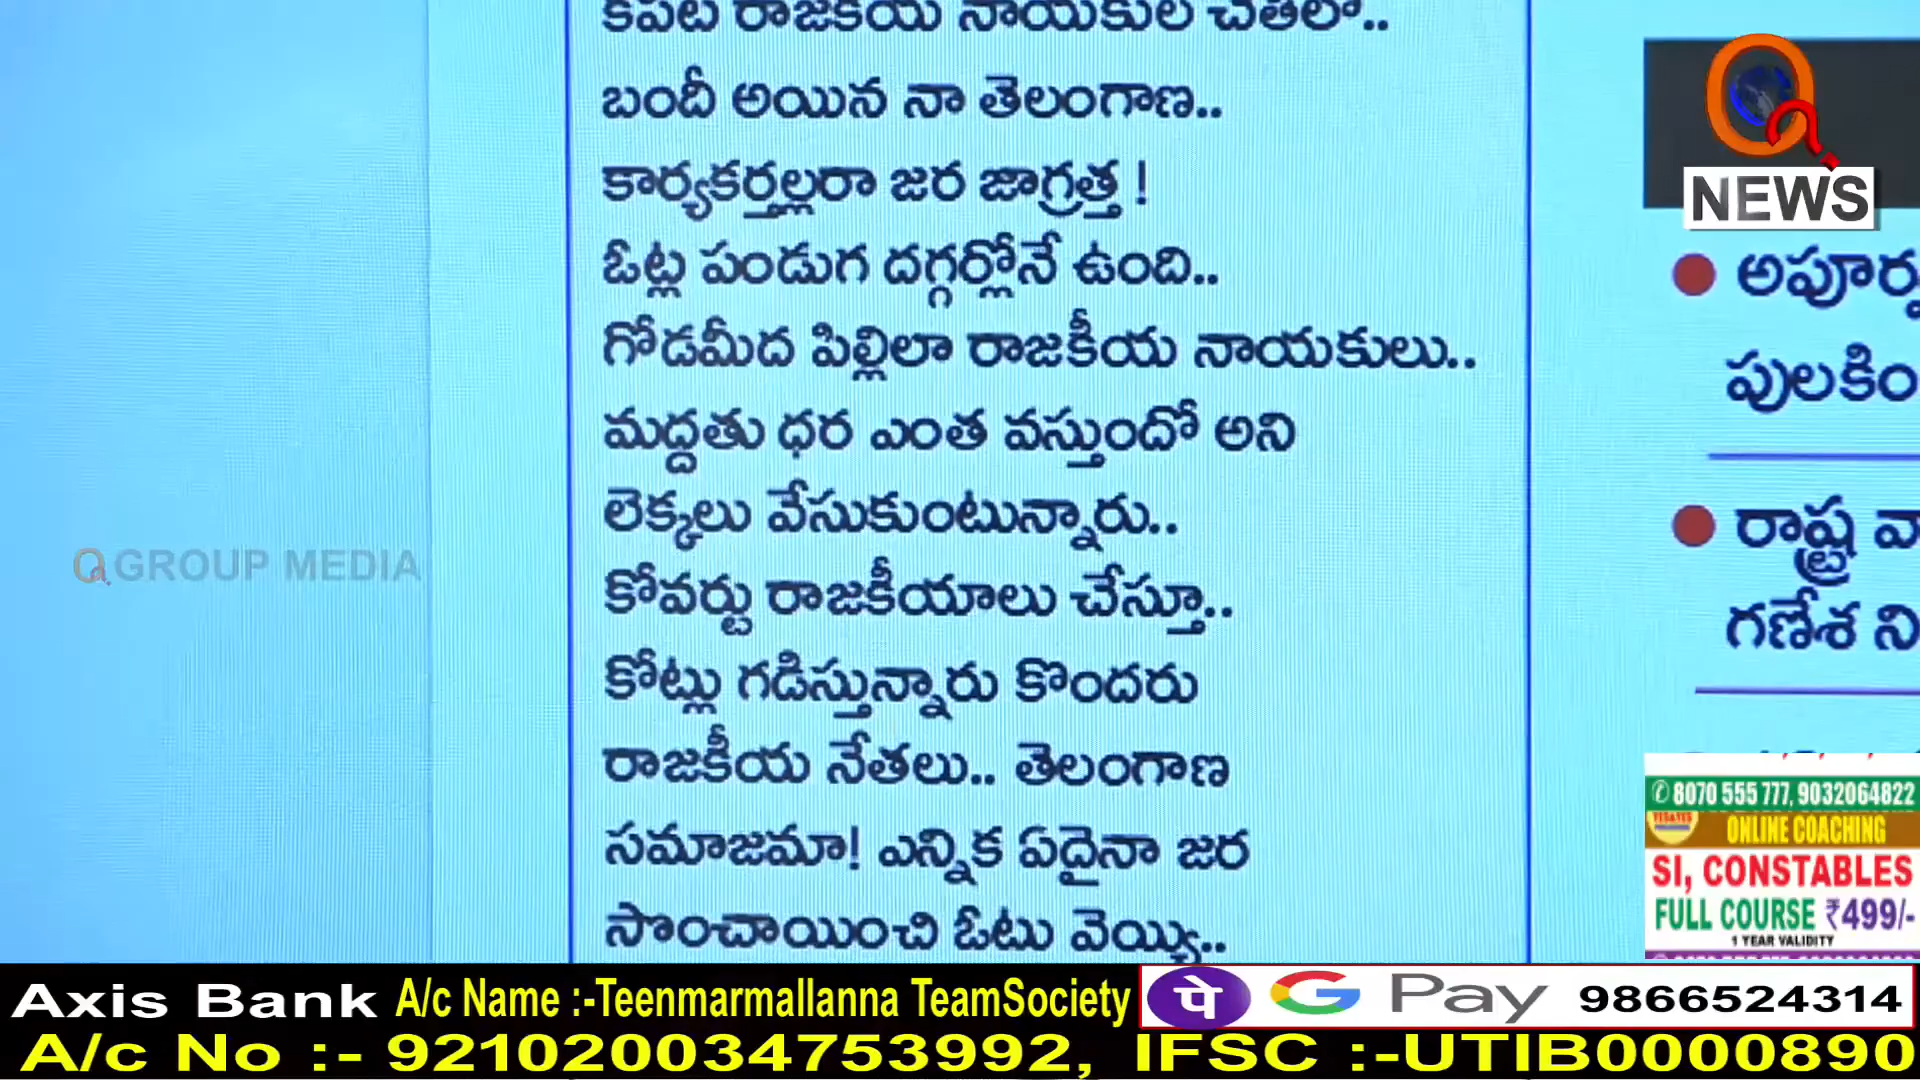 కపట రాజకీయ నాయకుల చేతిలో..
బందీ అయిన నా తెలంగాణ..
కార్యకర్తల్లరా జర జాగ్రత్త !
ఓట్ల పండుగ దగ్గర్లోనే ఉంది..
గోడమీద పిల్లిలా రాజకీయ నాయకులు..
మద్దతు ధర ఎంత వస్తుందో అని
లెక్కలు వేసుకుంటున్నారు..
కోవర్టు రాజకీయాలు చేస్తూ..
కోట్లు గడిస్తున్నారు కొందరు
రాజకీయ నేతలు.. తెలంగాణ
సమాజమా! ఎన్నిక ఏదైనా జర
సొంచాయించి ఓటు వెయ్యి..
Q NEWS
అపూర్వ
పులకిం
రాష్ట్ర వా
గణేశ ని
Q GROUP MEDIA
8070 555 777, 9032064822
ONLINE COACHING
SI, CONSTABLES
FULL COURSE ₹499/-
1 YEAR VALIDITY
Axis Bank A/c Name :-Teenmarmallanna TeamSociety
पे G Pay 9866524314
A/c No :- 921020034753992, IFSC :-UTIB0000890